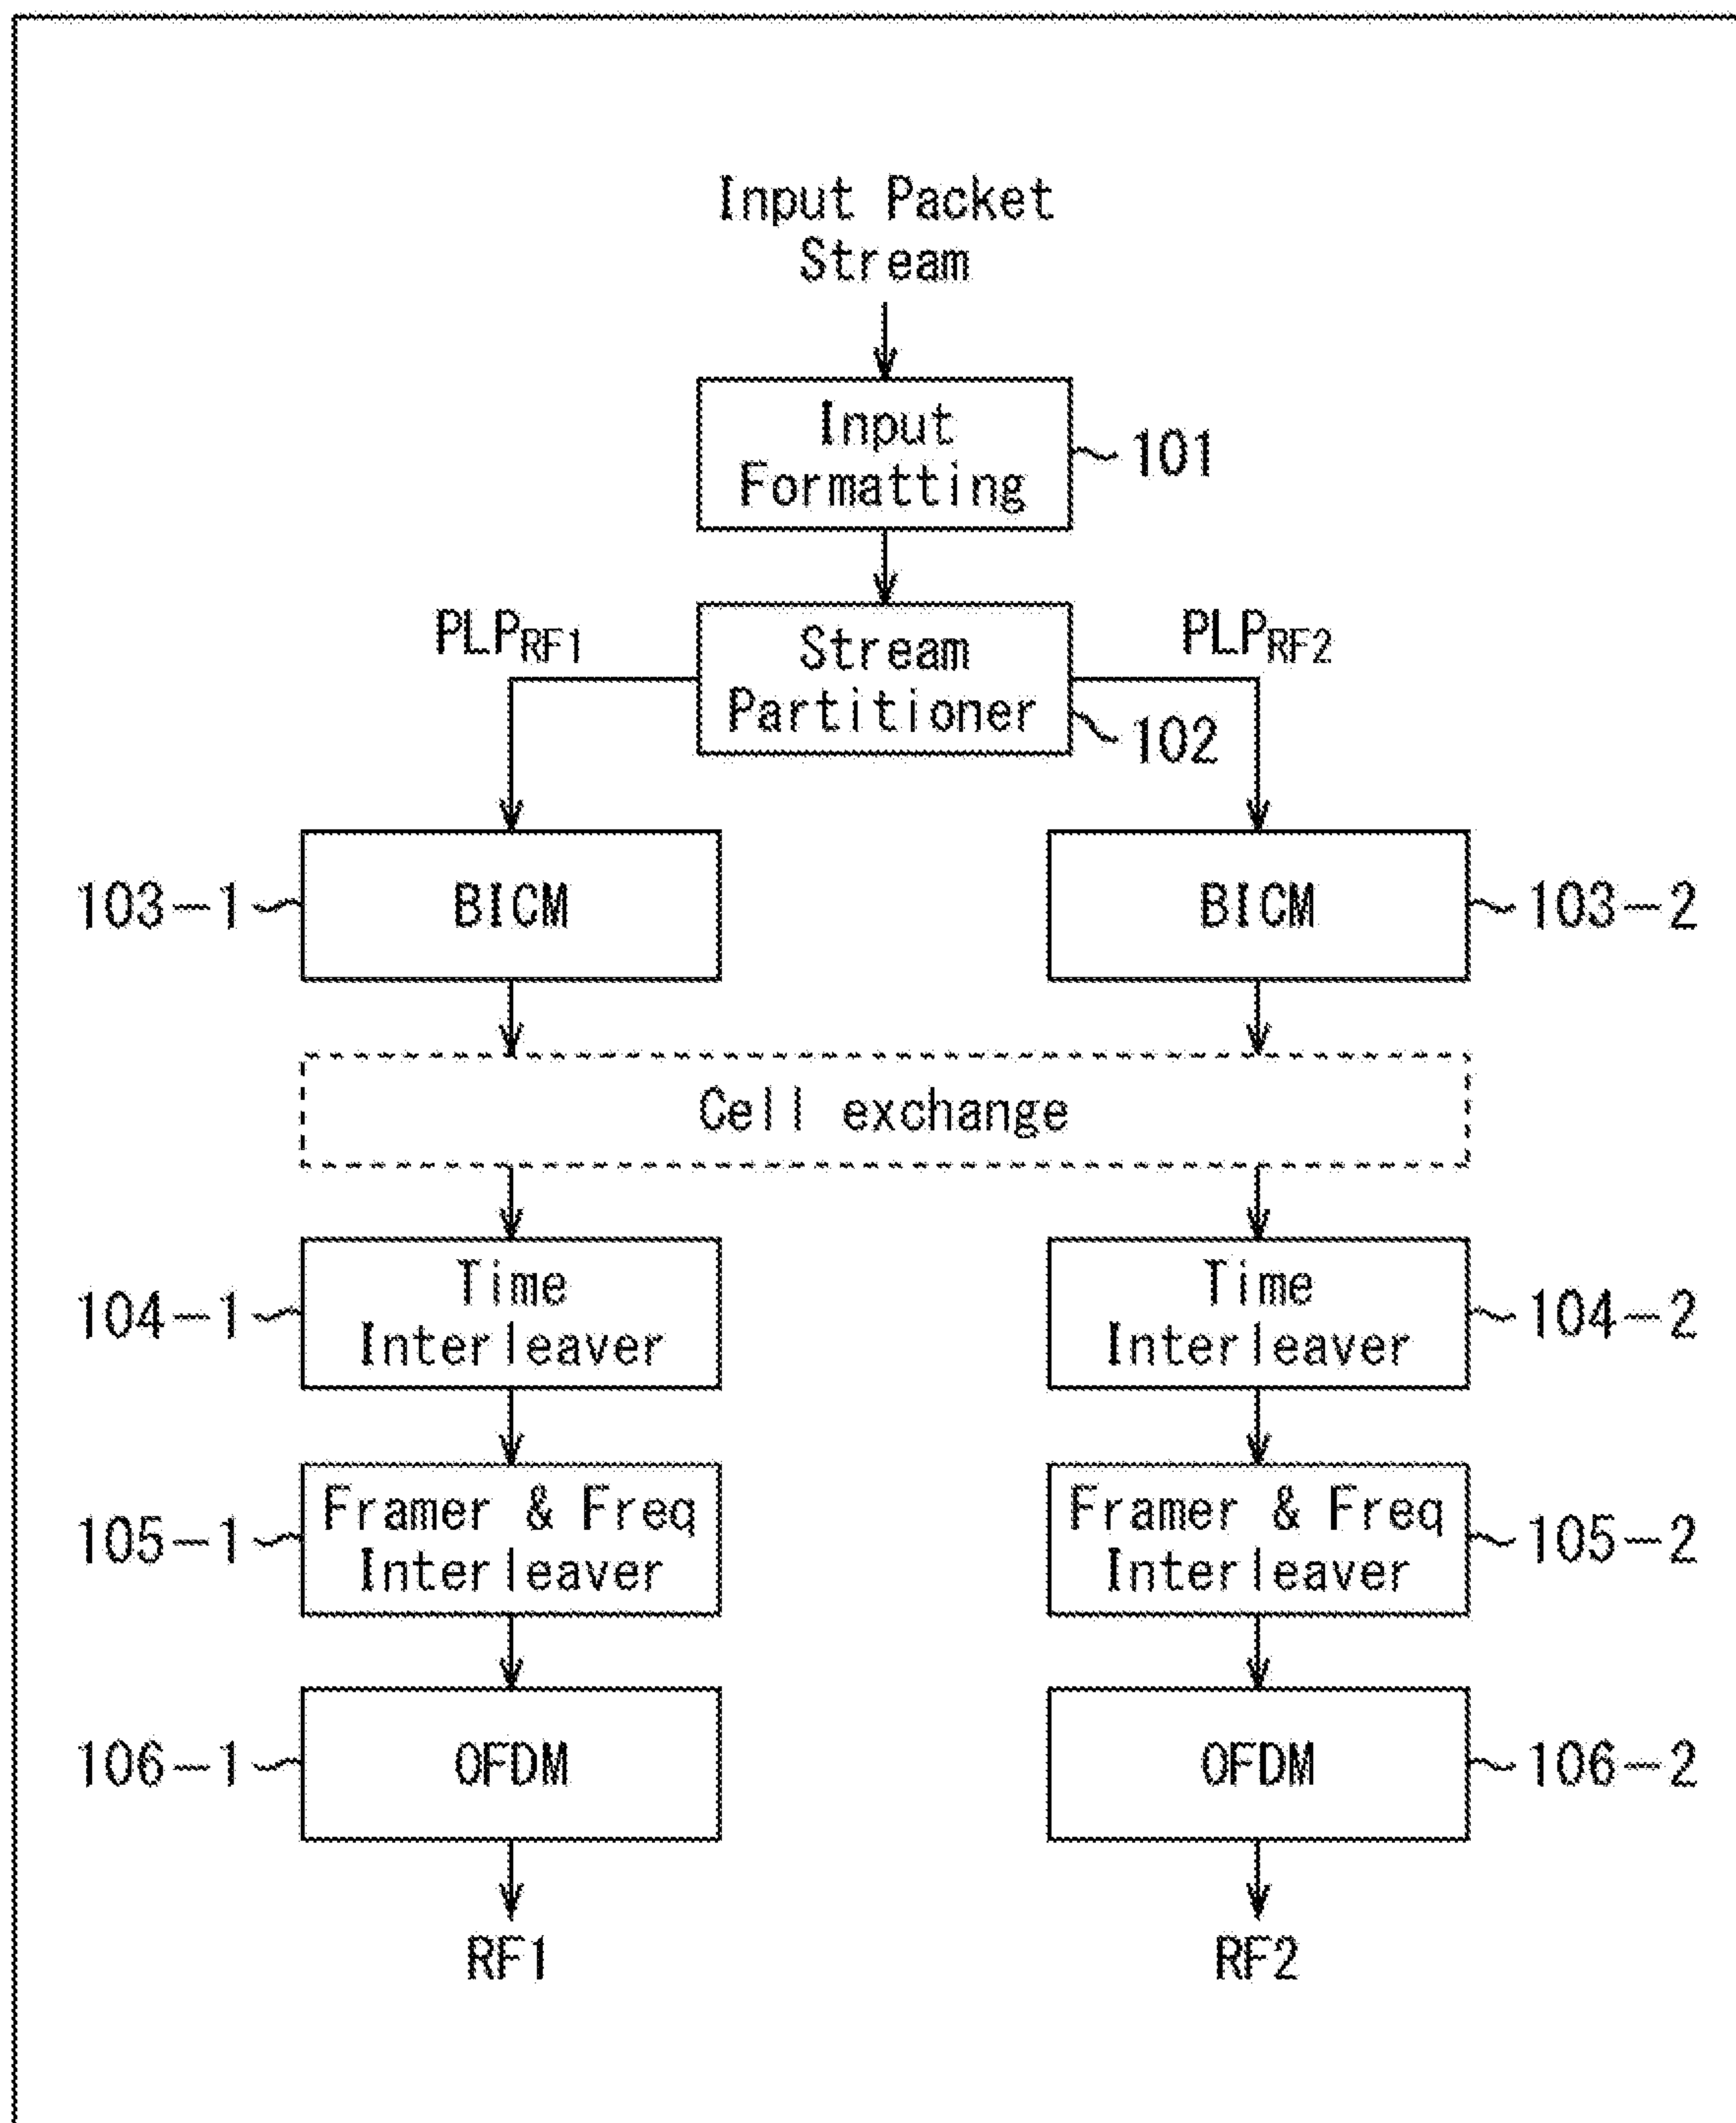 Input Packet
Stream
Input
Formatting
101
PLPRF1
Stream
Partitioner
PLPRF2
102
103-1
BICM
BICM
103-2
Cell exchange
104-1
Time
Interleaver
Time
Interleaver
104-2
105-1
Framer & Freq
Interleaver
Framer & Freq
Interleaver
105-2
106-1
OFDM
OFDM
106-2
RF1
RF2